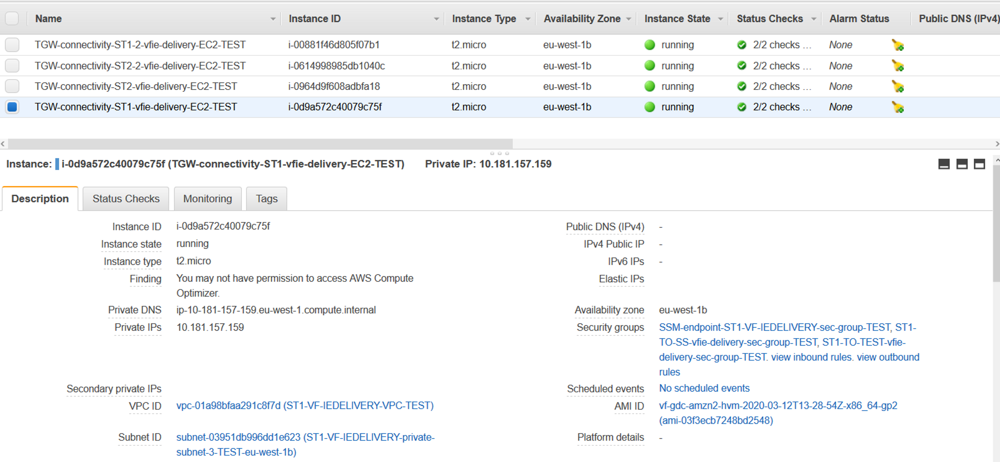 Name Instance ID Instance Type Availability Zone Instance State Status Checks Alarm Status Public DNS (IPv4)
TGW-connectivity-ST1-2-vfie-delivery-EC2-TEST i-00881f46d805f07b1 t2.micro eu-west-1b running 2/2 checks ... None
TGW-connectivity-ST2-2-vfie-delivery-EC2-TEST i-0614998985db1040c t2.micro eu-west-1b running 2/2 checks ... None
TGW-connectivity-ST2-vfie-delivery-EC2-TEST i-0964d9f608adbfa18 t2.micro eu-west-1b running 2/2 checks ... None
TGW-connectivity-ST1-vfie-delivery-EC2-TEST i-0d9a572c40079c75f t2.micro eu-west-1b running 2/2 checks ... None
Instance: i-0d9a572c40079c75f (TGW-connectivity-ST1-vfie-delivery-EC2-TEST) Private IP: 10.181.157.159
Description Status Checks Monitoring Tags
Instance ID i-0d9a572c40079c75f
Instance state running
Instance type t2.micro
Finding You may not have permission to access AWS Compute
Optimizer.
Private DNS ip-10-181-157-159.eu-west-1.compute.internal
Private IPs 10.181.157.159
Secondary private IPs
VPC ID vpc-01a98bfaa291c8f7d (ST1-VF-IEDELIVERY-VPC-TEST)
Subnet ID subnet-03951db996dd1e623 (ST1-VF-IEDELIVERY-private-
subnet-3-TEST-eu-west-1b)
Public DNS (IPv4) -
IPv4 Public IP -
IPv6 IPs -
Elastic IPs
Availability zone eu-west-1b
Security groups SSM-endpoint-ST1-VF-IEDELIVERY-sec-group-TEST, ST1-
TO-SS-vfie-delivery-sec-group-TEST, ST1-TO-TEST-vfie-
delivery-sec-group-TEST. view inbound rules. view outbound
rules
Scheduled events No scheduled events
AMI ID vf-gdc-amzn2-hvm-2020-03-12T13-28-54Z-x86_64-gp2
(ami-03f3ecb7248bd2548)
Platform details -